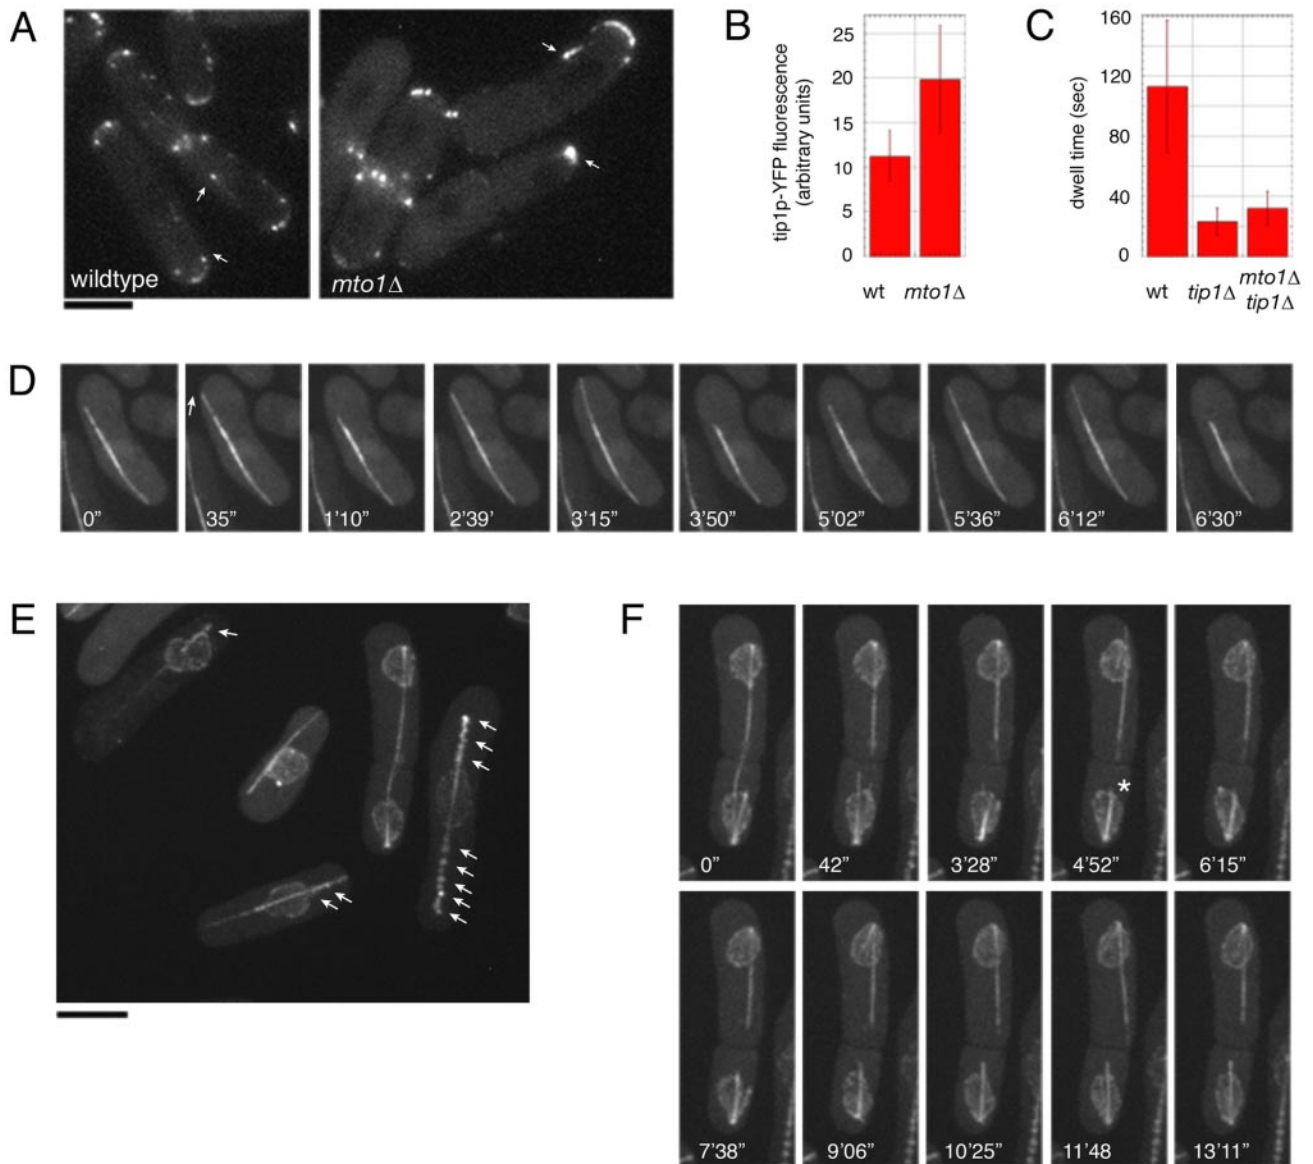 A
wildtype
mto1Δ
B
tip1p-YFP fluorescence
(arbitrary units)
25
20
15
10
5
0
wt mto1Δ
C
dwell time (sec)
160
120
80
40
0
wt tip1Δ mto1Δ
tip1Δ
D
0” 35” 1’10” 2’39’ 3’15” 3’50” 5’02” 5’36” 6’12” 6’30”
E
F
*
0” 42” 3’28” 4’52” 6’15”
7’38” 9’06” 10’25” 11’48 13’11”